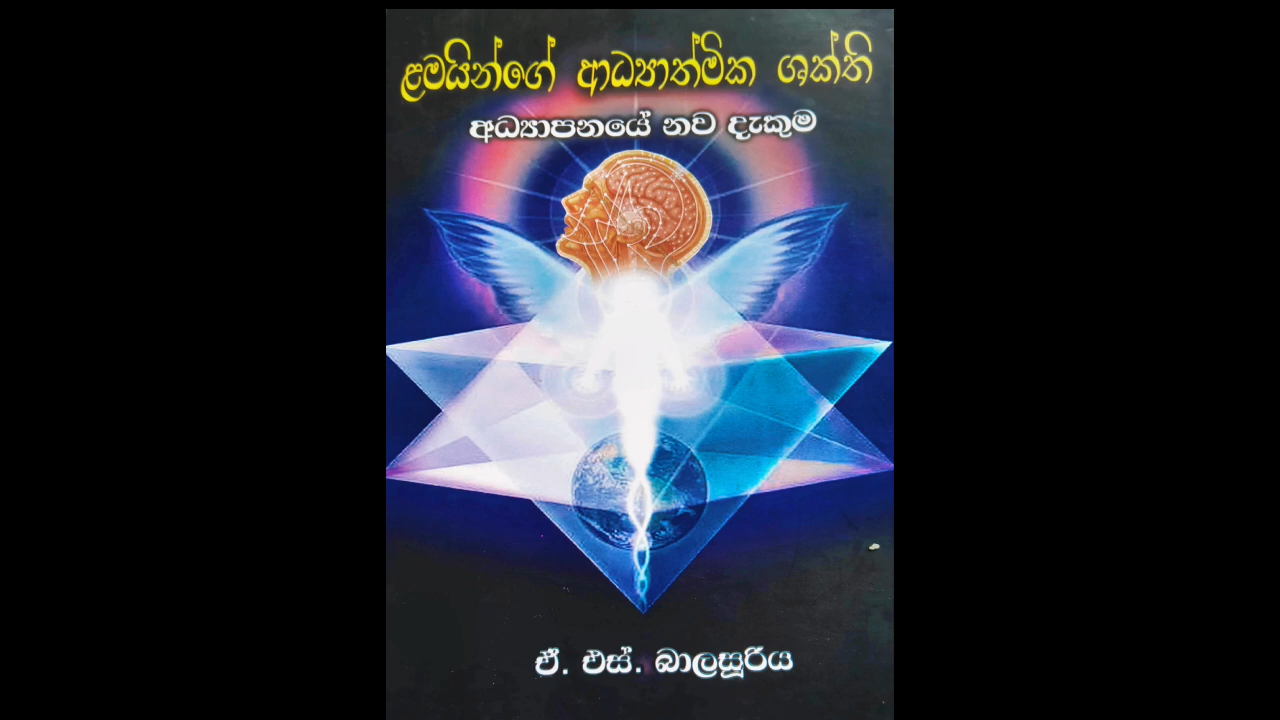 ළමයින්ගේ ආධ්‍යාත්මික ශක්ති
අධ්‍යාපනයේ නව දැකුම
ඒ. එස්. බාලසූරිය